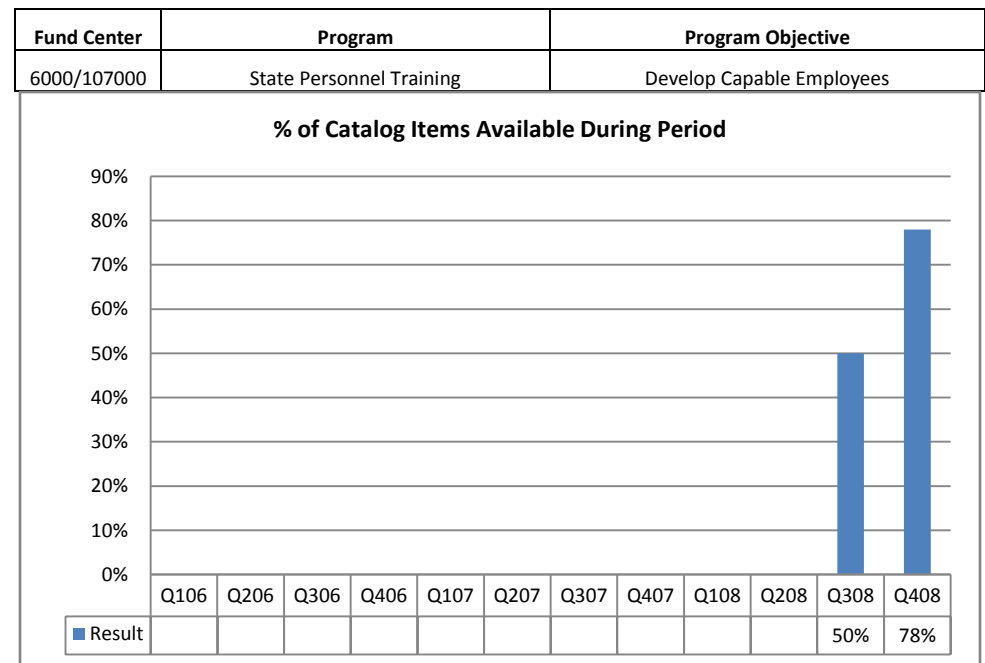 Fund Center Program Program Objective
6000/107000 State Personnel Training Develop Capable Employees
% of Catalog Items Available During Period
90%
80%
70%
60%
50%
40%
30%
20%
10%
0%
Q106 Q206 Q306 Q406 Q107 Q207 Q307 Q407 Q108 Q208 Q308 Q408
Result 50% 78%